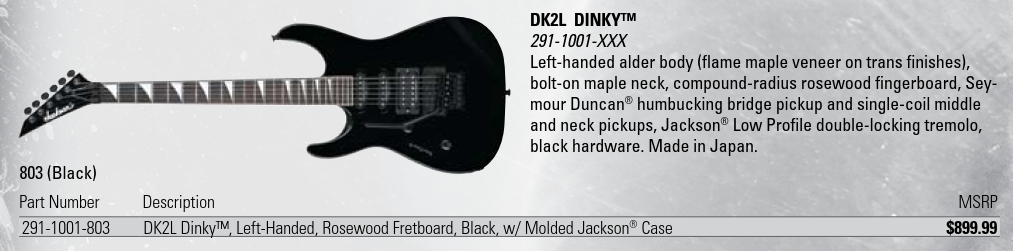 DK2L DINKY™
291-1001-XXX
Left-handed alder body (flame maple veneer on trans finishes),
bolt-on maple neck, compound-radius rosewood fingerboard, Sey-
mour Duncan® humbucking bridge pickup and single-coil middle
and neck pickups, Jackson® Low Profile double-locking tremolo,
black hardware. Made in Japan.
Jackson
803 (Black)
Part Number Description MSRP
291-1001-803 DK2L Dinky™, Left-Handed, Rosewood Fretboard, Black, w/ Molded Jackson® Case $899.99